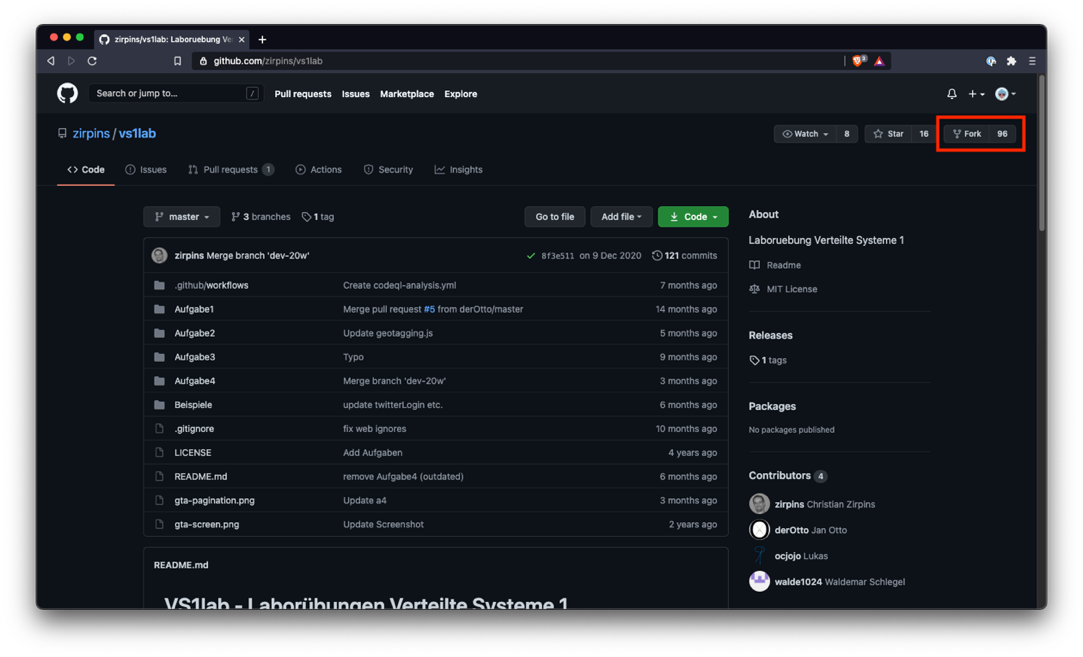 zirpins/vs1lab: Laboruebung Ve
github.com/zirpins/vs1lab
Search or jump to... /
Pull requests Issues Marketplace Explore
zirpins / vs1lab
Watch 8 Star 16 Fork 96
Code Issues Pull requests 1 Actions Security Insights
master 3 branches 1 tag Go to file Add file Code
zirpins Merge branch 'dev-20w' 8f3e511 on 9 Dec 2020 121 commits
.github/workflows Create codeql-analysis.yml 7 months ago
Aufgabe1 Merge pull request #5 from derOtto/master 14 months ago
Aufgabe2 Update geotagging.js 5 months ago
Aufgabe3 Typo 9 months ago
Aufgabe4 Merge branch 'dev-20w' 3 months ago
Beispiele update twitterLogin etc. 6 months ago
.gitignore fix web ignores 10 months ago
LICENSE Add Aufgaben 4 years ago
README.md remove Aufgabe4 (outdated) 6 months ago
gta-pagination.png Update a4 3 months ago
gta-screen.png Update Screenshot 2 years ago
README.md
VS1lab - Laborübungen Verteilte Systeme 1
About
Laboruebung Verteilte Systeme 1
Readme
MIT License
Releases
1 tags
Packages
No packages published
Contributors 4
zirpins Christian Zirpins
derOtto Jan Otto
ocjojo Lukas
walde1024 Waldemar Schlegel